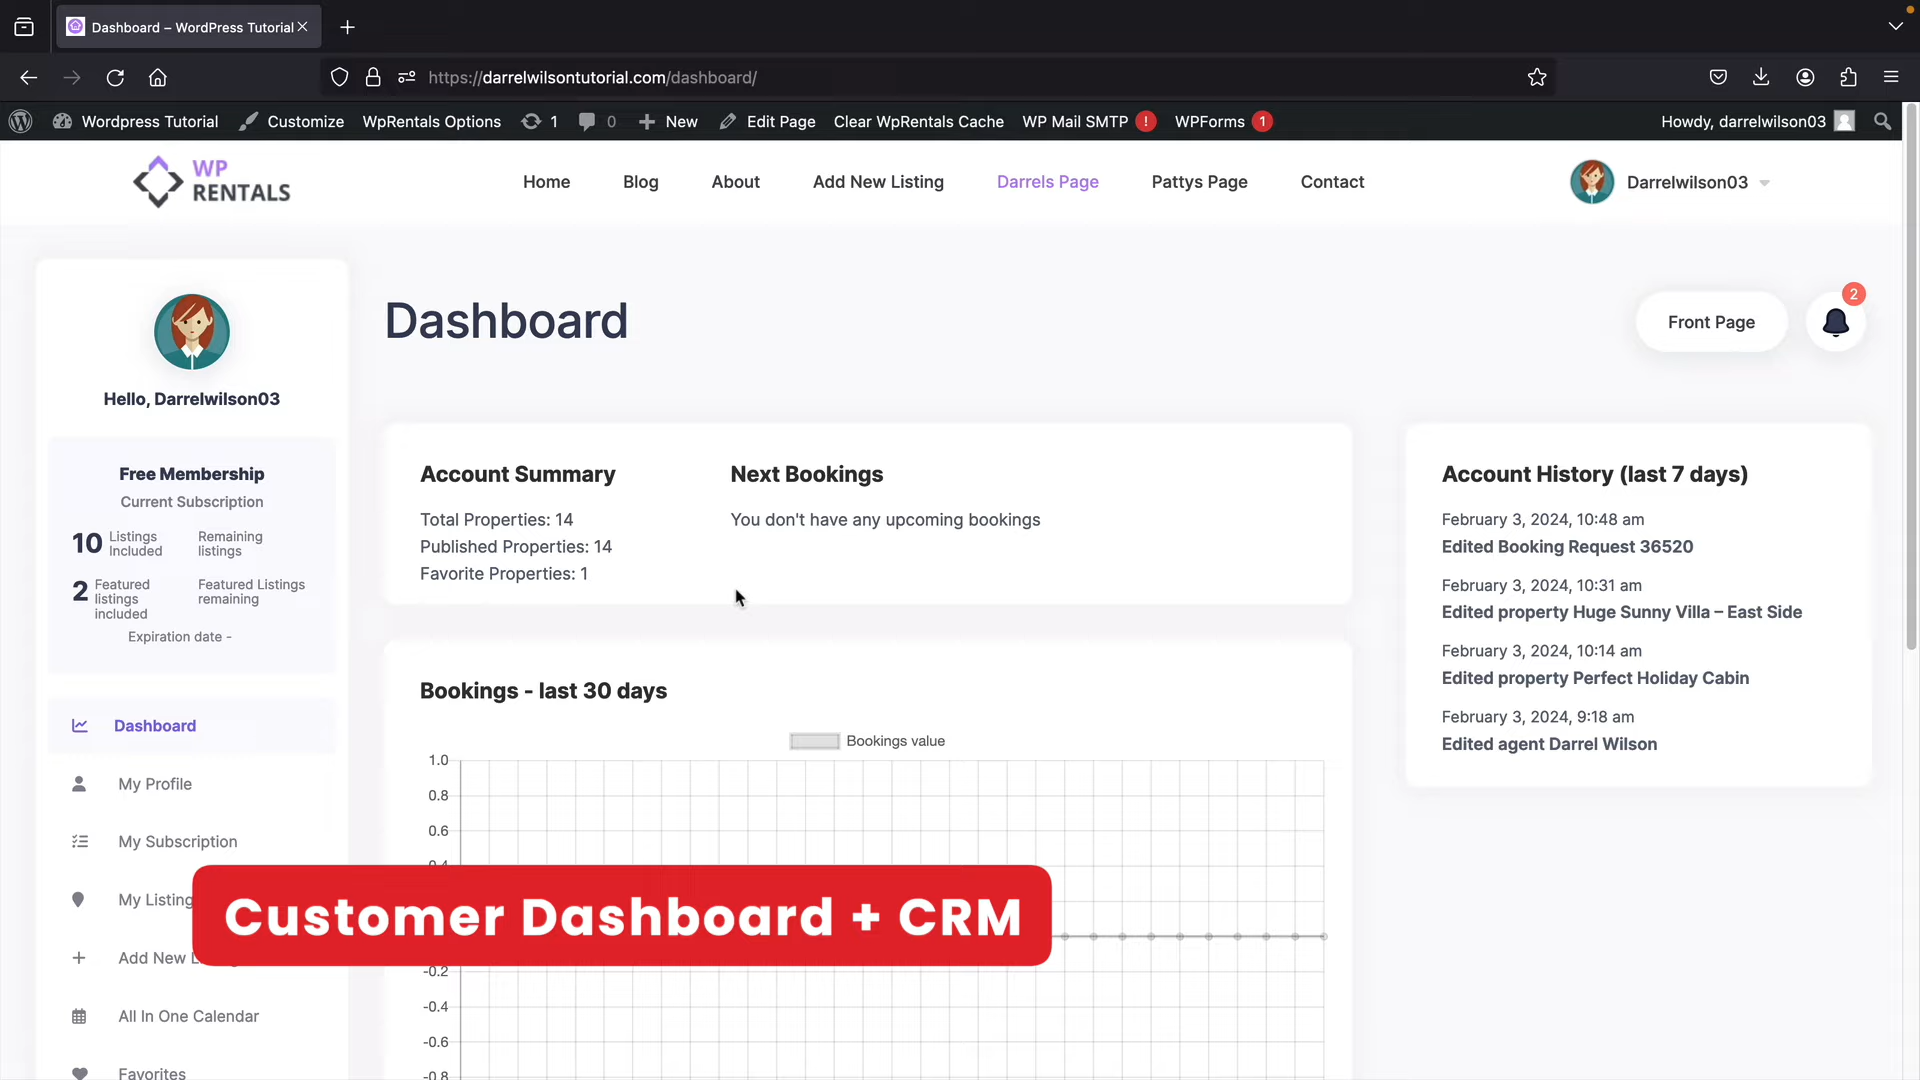 Dashboard – WordPress Tutorial
https://darrelwilsontutorial.com/dashboard/
Wordpress Tutorial Customize WpRentals Options 1 0 New Edit Page Clear WpRentals Cache WP Mail SMTP ! WPForms 1 Howdy, darrelwilson03
WP
RENTALS
Home Blog About Add New Listing Darrels Page Pattys Page Contact Darrelwilson03
Hello, Darrelwilson03
Free Membership
Current Subscription
10 Listings Included
Remaining listings
2 Featured listings included
Featured Listings remaining
Expiration date -
Dashboard
My Profile
My Subscription
My Listing
Add New L
All In One Calendar
Favorites
Dashboard
Front Page
2
Account Summary
Total Properties: 14
Published Properties: 14
Favorite Properties: 1
Next Bookings
You don't have any upcoming bookings
Account History (last 7 days)
February 3, 2024, 10:48 am
Edited Booking Request 36520
February 3, 2024, 10:31 am
Edited property Huge Sunny Villa – East Side
February 3, 2024, 10:14 am
Edited property Perfect Holiday Cabin
February 3, 2024, 9:18 am
Edited agent Darrel Wilson
Bookings - last 30 days
Bookings value
1.0
0.8
0.6
0.4
Customer Dashboard + CRM
-0.2
-0.4
-0.6
-0.8